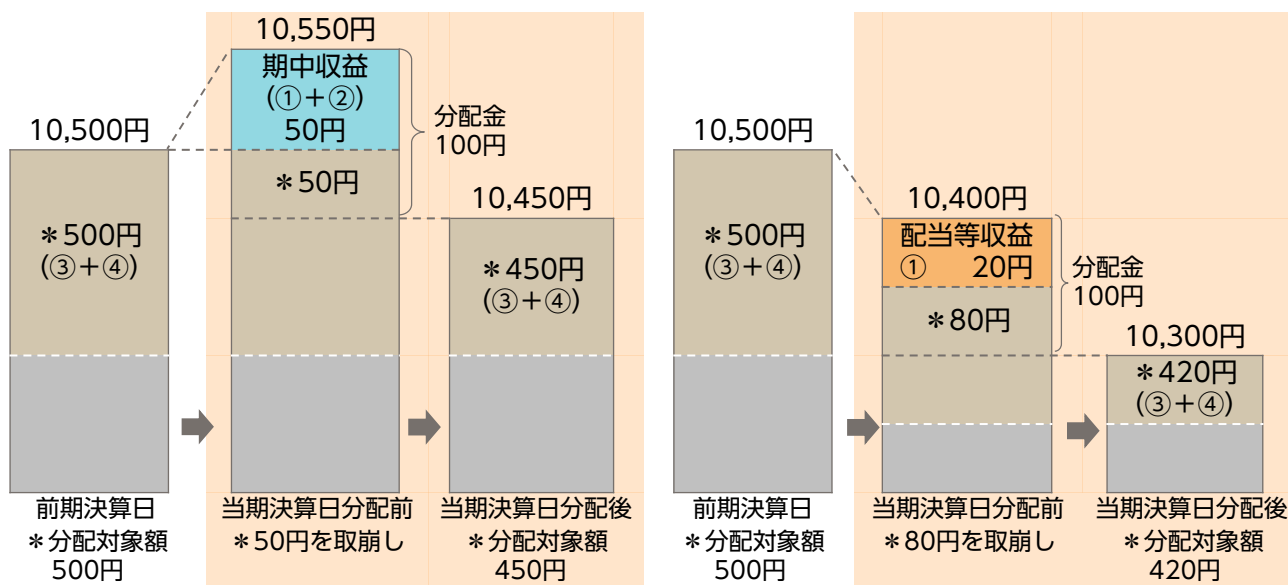 10,500円
＊500円
(③＋④)
前期決算日
＊分配対象額
500円
10,550円
期中収益
(①＋②)
50円
＊50円
分配金
100円
当期決算日分配前
＊50円を取崩し
10,450円
＊450円
(③＋④)
当期決算日分配後
＊分配対象額
450円
10,500円
＊500円
(③＋④)
前期決算日
＊分配対象額
500円
10,400円
配当等収益
① 20円
＊80円
分配金
100円
当期決算日分配前
＊80円を取崩し
10,300円
＊420円
(③＋④)
当期決算日分配後
＊分配対象額
420円